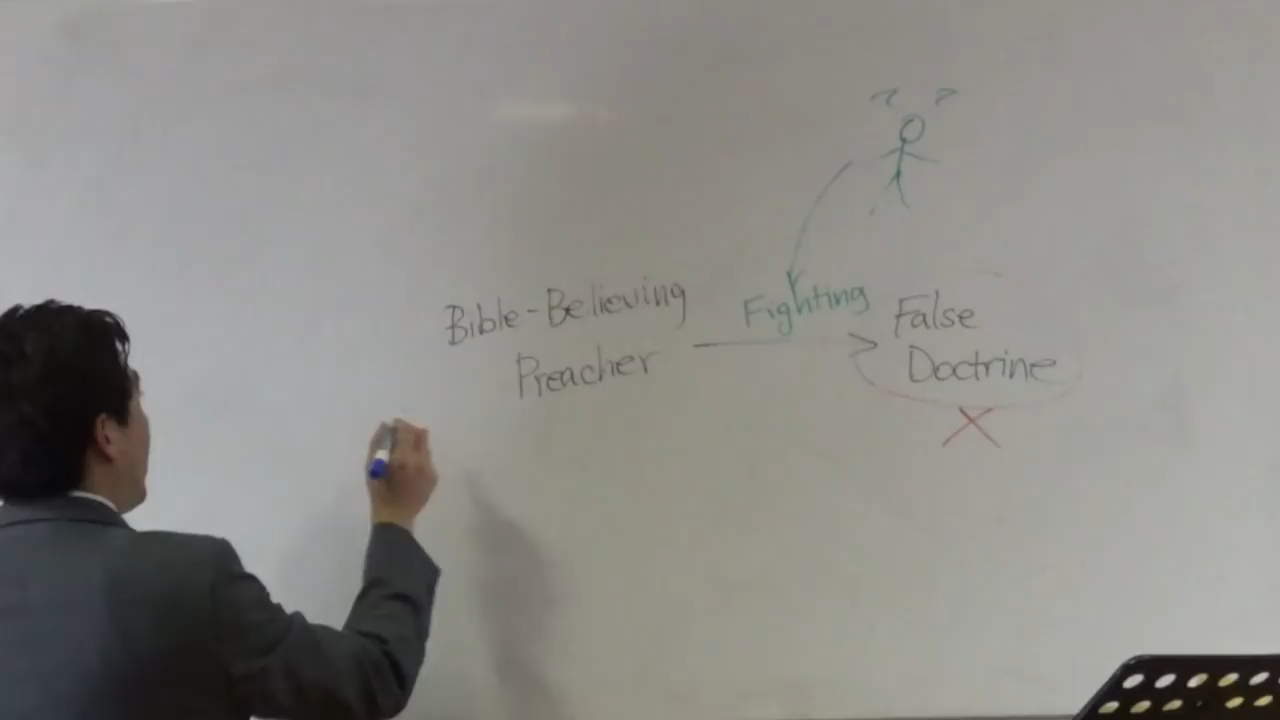 ? ?
Bible-Believing
Preacher
Fighting
False
Doctrine